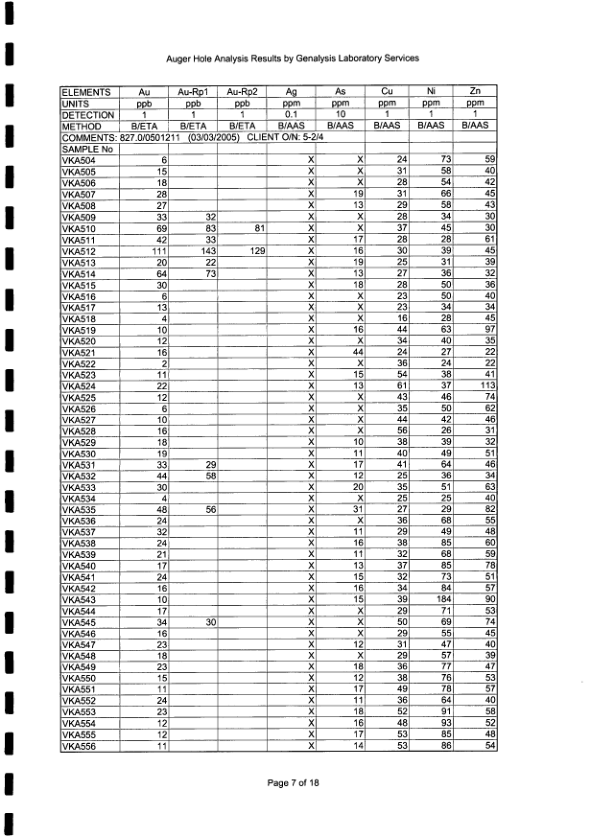 Auger Hole Analysis Results by Genalysis Laboratory Services
ELEMENTS Au Au-Rp1 Au-Rp2 Ag As Cu Ni Zn
UNITS ppb ppb ppb ppm ppm ppm ppm ppm
DETECTION 1 1 1 0.1 10 1 1 1
METHOD B/ETA B/ETA B/ETA B/AAS B/AAS B/AAS B/AAS B/AAS
COMMENTS: 827.0/0501211 (03/03/2005) CLIENT O/N: 5-2/4
SAMPLE No
VKA504 6 X X 24 73 59
VKA505 15 X X 31 58 40
VKA506 18 X X 28 54 42
VKA507 28 X 19 31 66 45
VKA508 27 X 13 29 58 43
VKA509 33 32 X X 28 34 30
VKA510 69 83 81 X X 37 45 30
VKA511 42 33 X 17 28 28 61
VKA512 111 143 129 X 16 30 39 45
VKA513 20 22 X 19 25 31 39
VKA514 64 73 X 13 27 36 32
VKA515 30 X 18 28 50 36
VKA516 6 X X 23 50 40
VKA517 13 X X 23 34 34
VKA518 4 X X 16 28 45
VKA519 10 X 16 44 63 97
VKA520 12 X X 34 40 35
VKA521 16 X 44 24 27 22
VKA522 2 X X 36 24 22
VKA523 11 X 15 54 38 41
VKA524 22 X 13 61 37 113
VKA525 12 X X 43 46 74
VKA526 6 X X 35 50 62
VKA527 10 X X 44 42 46
VKA528 16 X X 56 26 31
VKA529 18 X 10 38 39 32
VKA530 19 X 11 40 49 51
VKA531 33 29 X 17 41 64 46
VKA532 44 58 X 12 25 36 34
VKA533 30 X 20 35 51 63
VKA534 4 X X 25 25 40
VKA535 48 56 X 31 27 29 82
VKA536 24 X X 36 68 55
VKA537 32 X 11 29 49 48
VKA538 24 X 16 38 85 60
VKA539 21 X 11 32 68 59
VKA540 17 X 13 37 85 78
VKA541 24 X 15 32 73 51
VKA542 16 X 16 34 84 57
VKA543 10 X 15 39 184 90
VKA544 17 X X 29 71 53
VKA545 34 30 X X 50 69 74
VKA546 16 X X 29 55 45
VKA547 23 X 12 31 47 40
VKA548 18 X X 29 57 39
VKA549 23 X 18 36 77 47
VKA550 15 X 12 38 76 53
VKA551 11 X 17 49 78 57
VKA552 24 X 11 36 64 40
VKA553 23 X 18 52 91 58
VKA554 12 X 16 48 93 52
VKA555 12 X 17 53 85 48
VKA556 11 X 14 53 86 54
Page 7 of 18